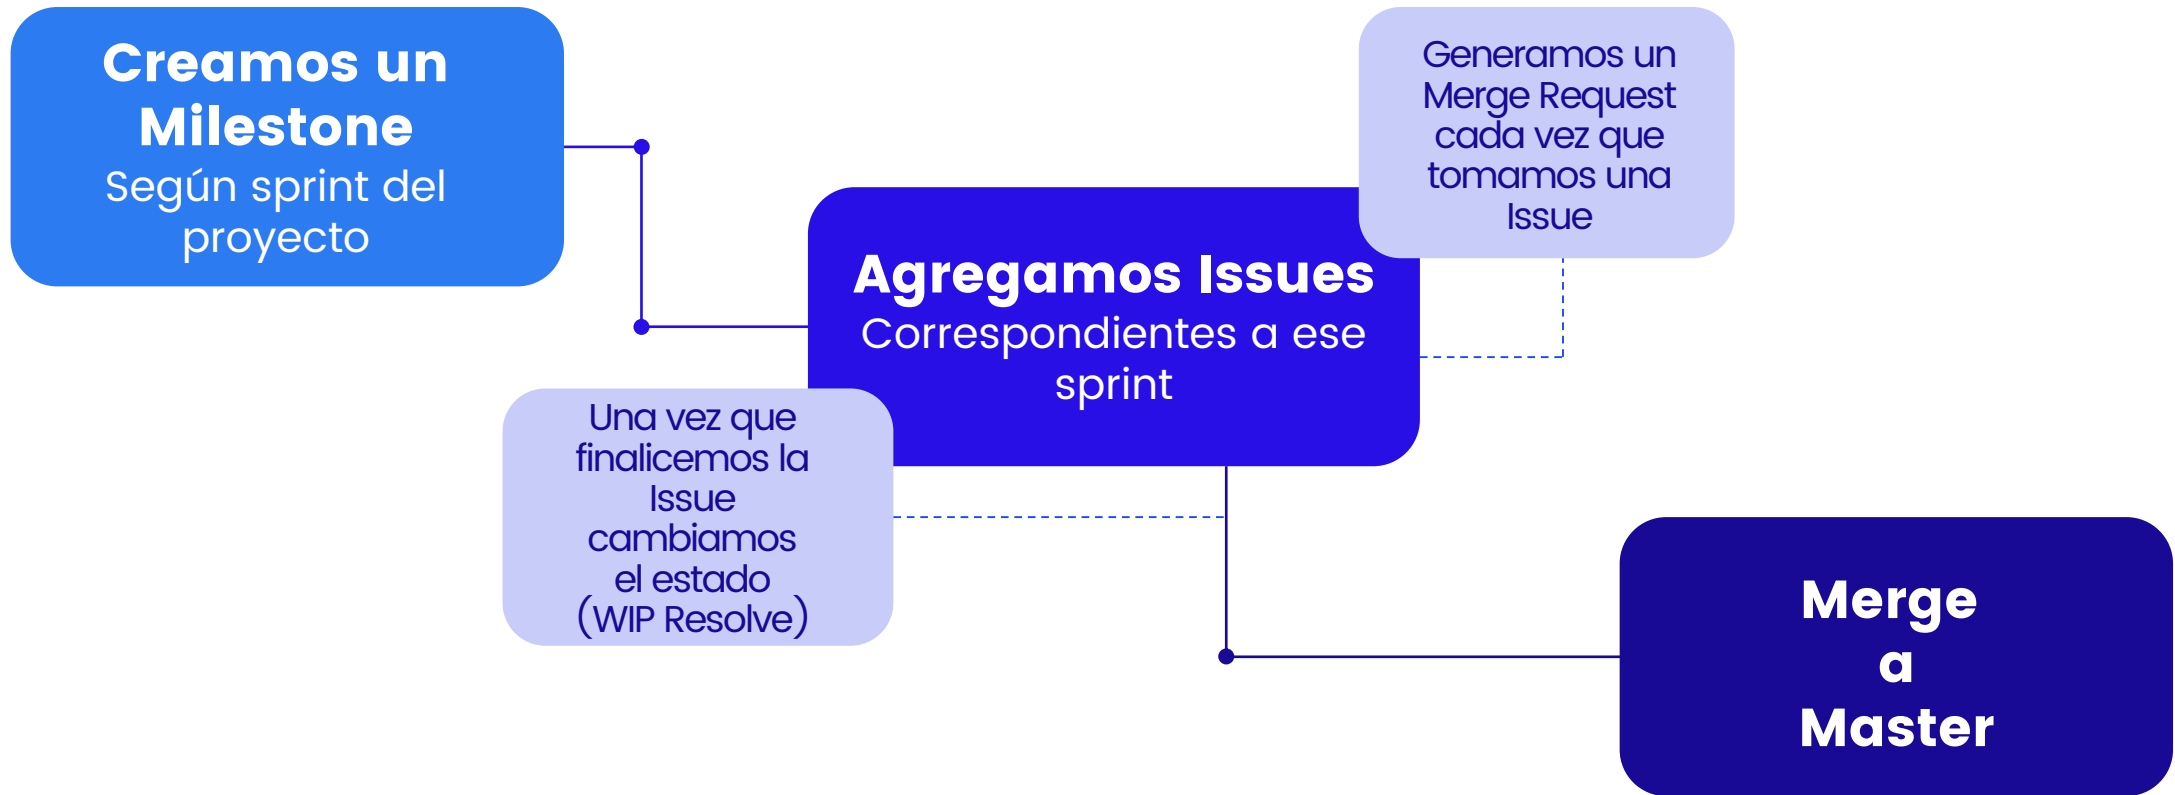 Creamos un
Milestone
Según sprint del
proyecto
Generamos un
Merge Request
cada vez que
tomamos una
Issue
Agregamos Issues
Correspondientes a ese
sprint
Una vez que
finalicemos la
Issue
cambiamos
el estado
(WIP Resolve)
Merge
a
Master